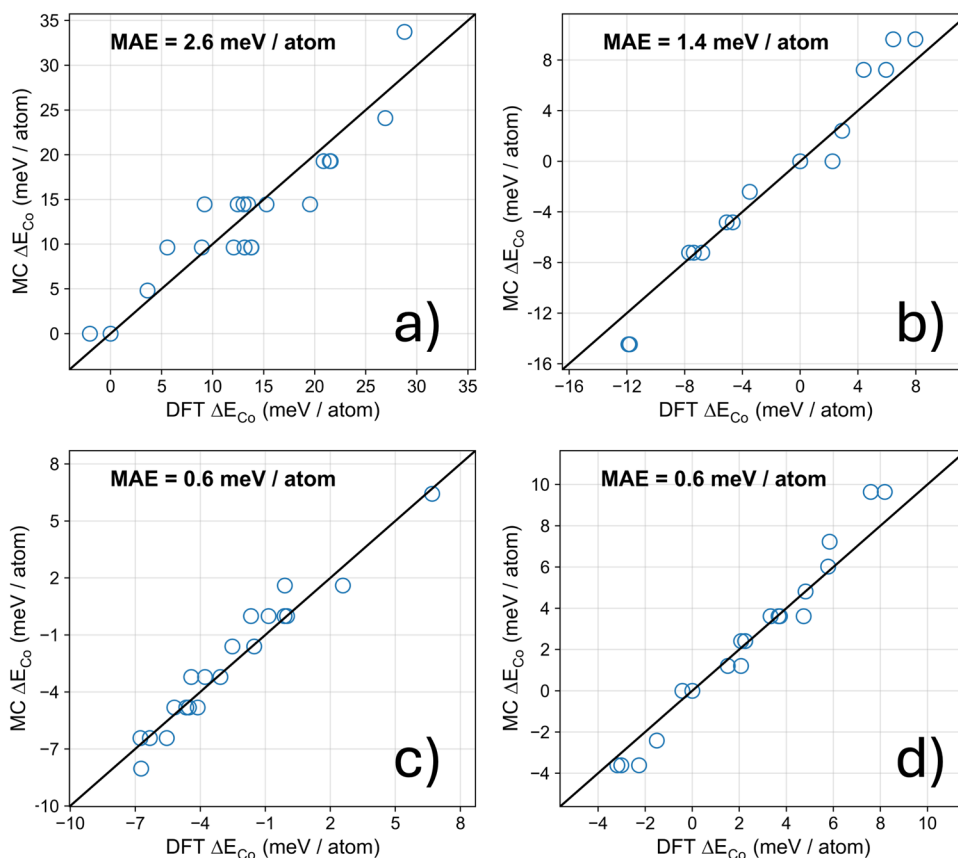 MAE = 2.6 meV / atom
35
30
25
20
15
10
5
0
MC ΔE_Co (meV / atom)
0 5 10 15 20 25 30 35
DFT ΔE_Co (meV / atom)
a)
MAE = 1.4 meV / atom
8
4
0
−4
−8
−12
−16
MC ΔE_Co (meV / atom)
−16 −12 −8 −4 0 4 8
DFT ΔE_Co (meV / atom)
b)
MAE = 0.6 meV / atom
8
5
2
−1
−4
−7
−10
MC ΔE_Co (meV / atom)
−10 −7 −4 −1 2 5 8
DFT ΔE_Co (meV / atom)
c)
MAE = 0.6 meV / atom
10
8
6
4
2
0
−2
−4
MC ΔE_Co (meV / atom)
−4 −2 0 2 4 6 8 10
DFT ΔE_Co (meV / atom)
d)